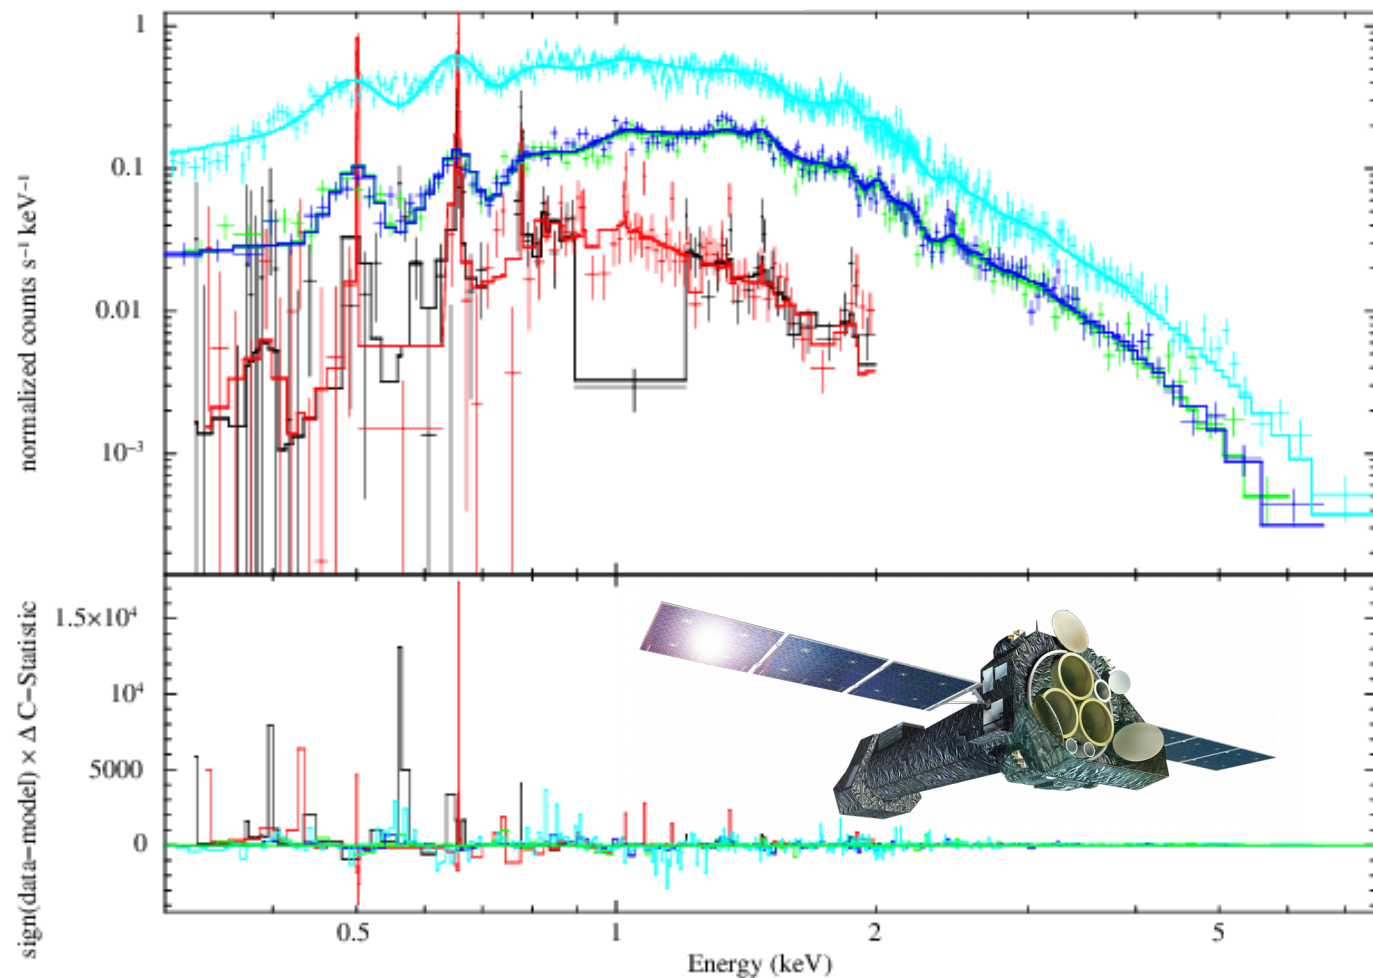 1
0.1
0.01
10⁻³
normalized counts s⁻¹ keV⁻¹
1.5×10⁴
10⁴
5000
0
sign(data−model) × Δ C−Statistic
0.5 1 2 5
Energy (keV)